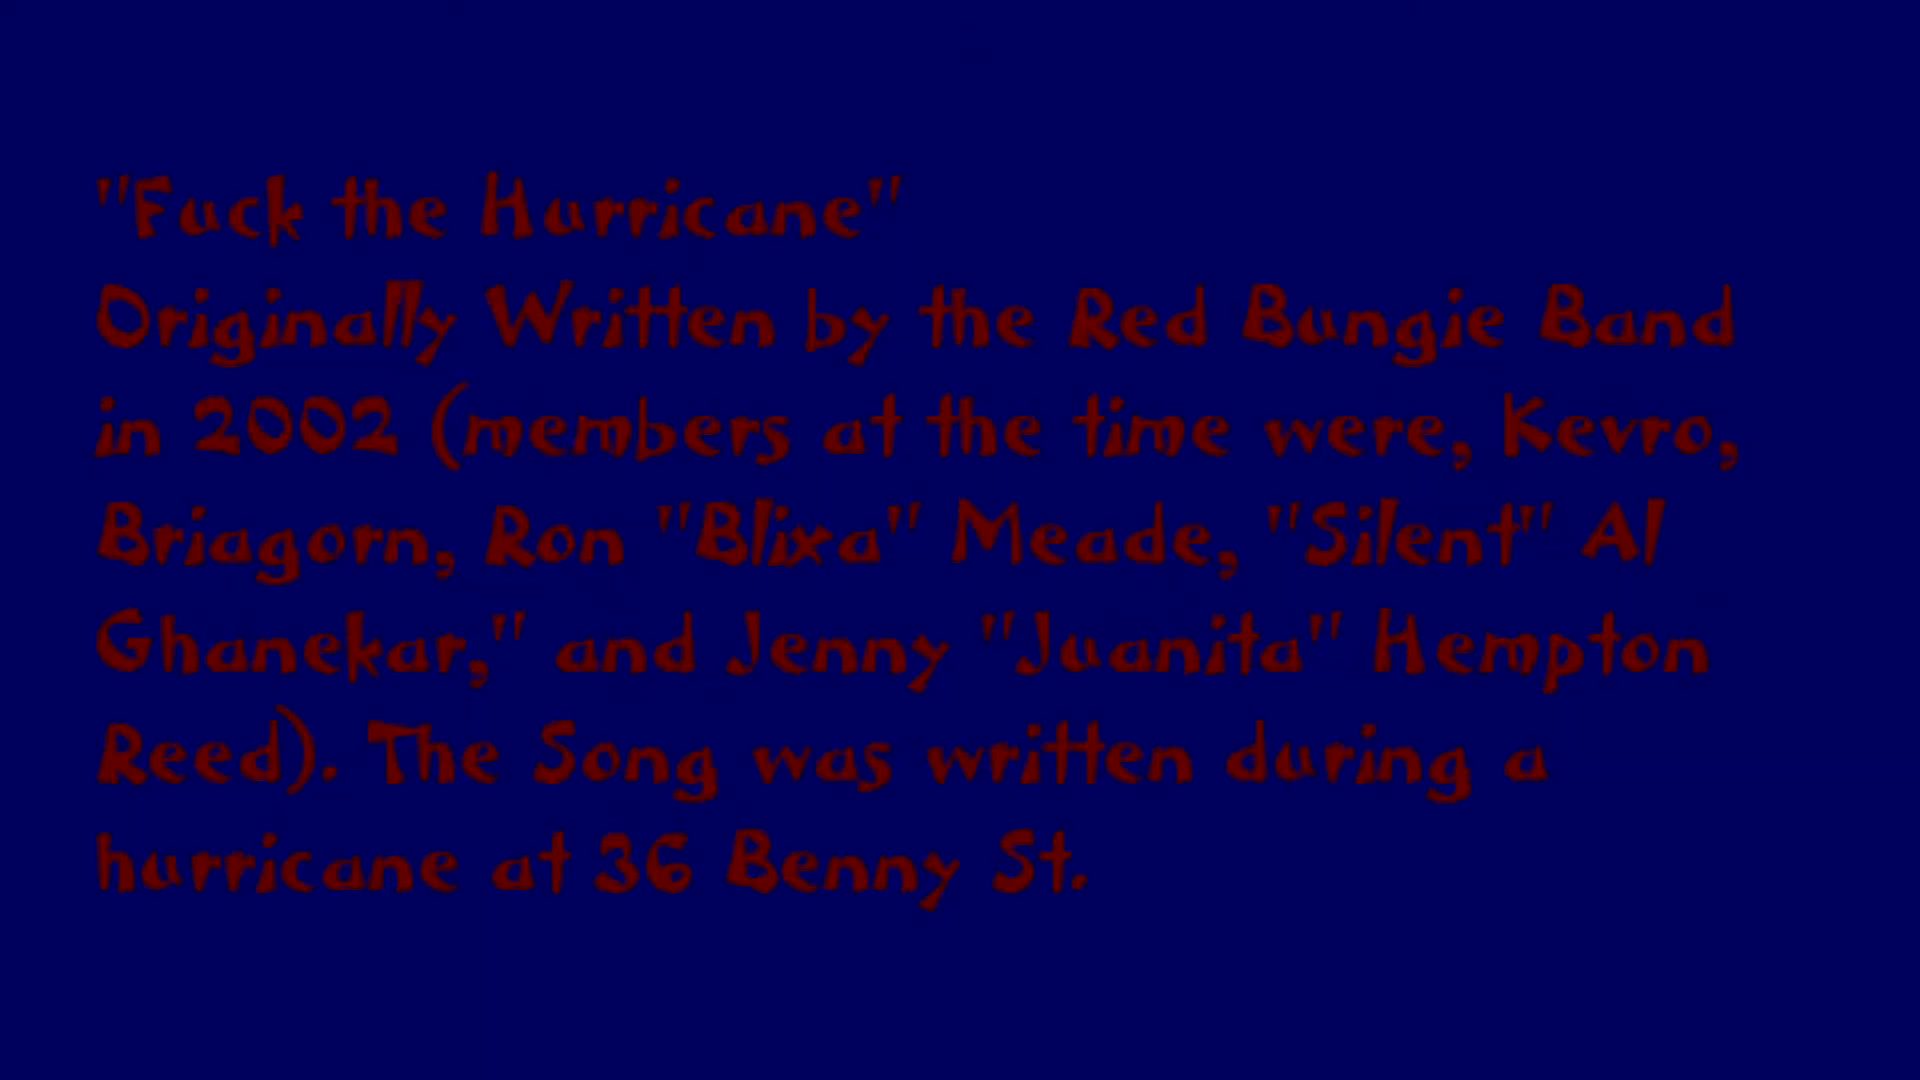 "Fuck the Hurricane"
Originally Written by the Red Bungie Band
in 2002 (members at the time were, Kevro,
Briagorn, Ron "Blixa" Meade, "Silent" Al
Ghanekar," and Jenny "Juanita" Hempton
Reed). The Song was written during a
hurricane at 36 Benny St.